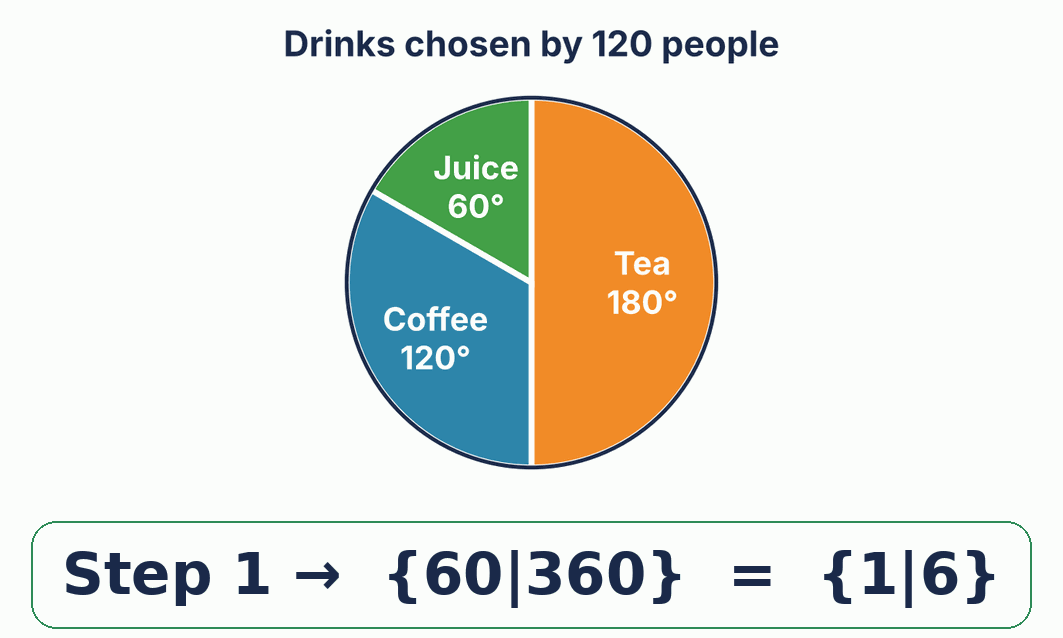 Drinks chosen by 120 people
Juice
60°
Tea
180°
Coffee
120°
Step 1 → {60|360} = {1|6}